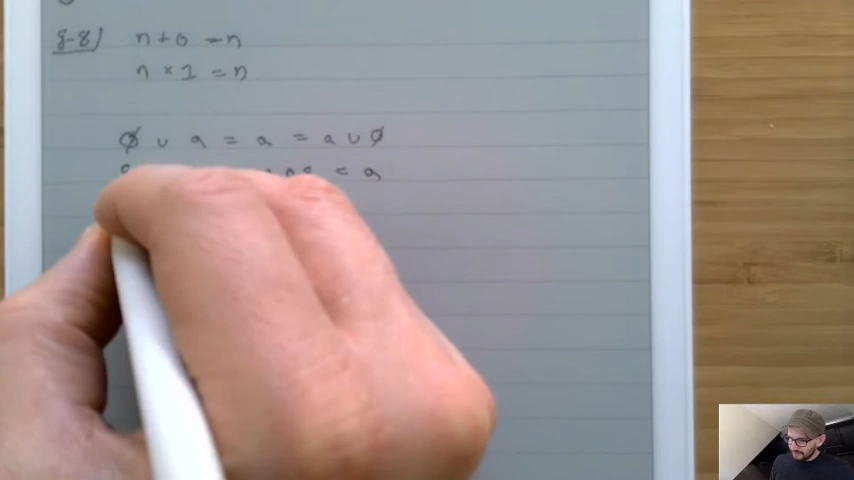 g-8) n+0 = n
n × 1 = n
∅ ∪ a = a = a ∪ ∅
= a